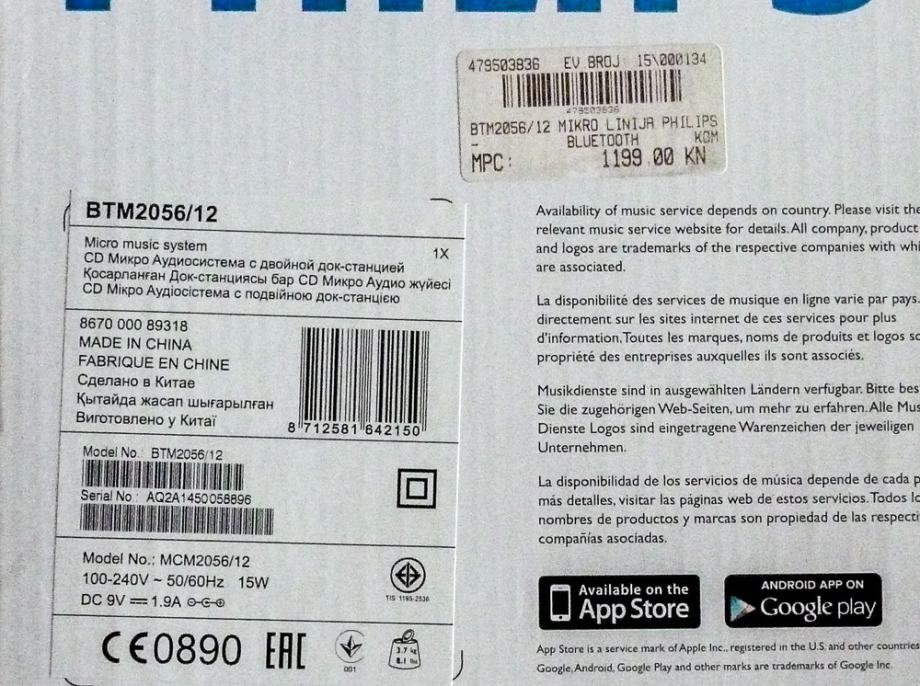 PHILIPS
479503836 EV BROJ 15\000134
479503836
BTM2056/12 MIKRO LINIJA PHILIPS
- BLUETOOTH KOM
MPC: 1199.00 KN
BTM2056/12
Micro music system
1X
CD Микро Аудиосистема с двойной док-станцией
Қосарланған Док-станциясы бар CD Микро Аудио жүйесі
CD Мікро Аудіосістема с подвійною док-станцією
8670 000 89318
MADE IN CHINA
FABRIQUE EN CHINE
Сделано в Китае
Қытайда жасап шығарылған
Виготовлено у Китаї
8 712581 642150
Model No.: BTM2056/12
Serial No : AQ2A1450058896
Model No.: MCM2056/12
100-240V ~ 50/60Hz 15W
DC 9V 1.9A
TIS 1195-2536
CE0890 EAC
001
3.7 kg
8.1 lbs
Availability of music service depends on country. Please visit the
relevant music service website for details. All company, product
and logos are trademarks of the respective companies with whi
are associated.
La disponibilité des services de musique en ligne varie par pays.
directement sur les sites internet de ces services pour plus
d'information. Toutes les marques, noms de produits et logos so
propriété des entreprises auxquelles ils sont associés.
Musikdienste sind in ausgewählten Ländern verfügbar. Bitte bes
Sie die zugehörigen Web-Seiten, um mehr zu erfahren. Alle Mus
Dienste Logos sind eingetragene Warenzeichen der jeweiligen
Unternehmen.
La disponibilidad de los servicios de música depende de cada p
más detalles, visitar las páginas web de estos servicios. Todos lo
nombres de productos y marcas son propiedad de las respecti
compañías asociadas.
Available on the
App Store
ANDROID APP ON
Google play
App Store is a service mark of Apple Inc., registered in the U.S. and other countries
Google, Android, Google Play and other marks are trademarks of Google Inc.